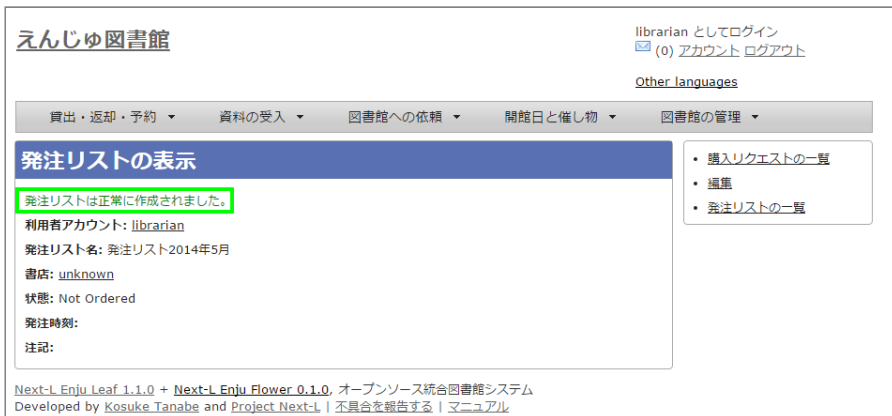 えんじゅ図書館
librarian としてログイン
(0) アカウント ログアウト
Other languages
貸出・返却・予約 ▼ 資料の受入 ▼ 図書館への依頼 ▼ 開館日と催し物 ▼ 図書館の管理 ▼
発注リストの表示
発注リストは正常に作成されました。
利用者アカウント: librarian
発注リスト名: 発注リスト2014年5月
書店: unknown
状態: Not Ordered
発注時刻:
注記:
• 購入リクエストの一覧
• 編集
• 発注リストの一覧
Next-L Enju Leaf 1.1.0 + Next-L Enju Flower 0.1.0, オープンソース統合図書館システム
Developed by Kosuke Tanabe and Project Next-L | 不具合を報告する | マニュアル